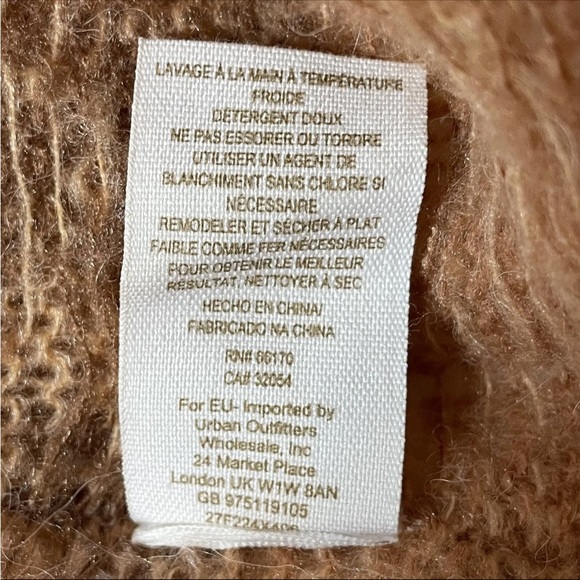 LAVAGE À LA MAIN À TEMPÉRATURE
FROIDE
DÉTERGENT DOUX
NE PAS ESSORER OU TORDRE
UTILISER UN AGENT DE
BLANCHIMENT SANS CHLORE SI
NÉCESSAIRE
REMODELER ET SÉCHER À PLAT
FAIBLE COMME FER NÉCESSAIRES
POUR OBTENIR LE MEILLEUR
RÉSULTAT, NETTOYER À SEC
HECHO EN CHINA/
FABRICADO NA CHINA
RN# 66170
CA# 32054
For EU- Imported by
Urban Outfitters
Wholesale, Inc
24 Market Place
London UK W1W 8AN
GB 975119105